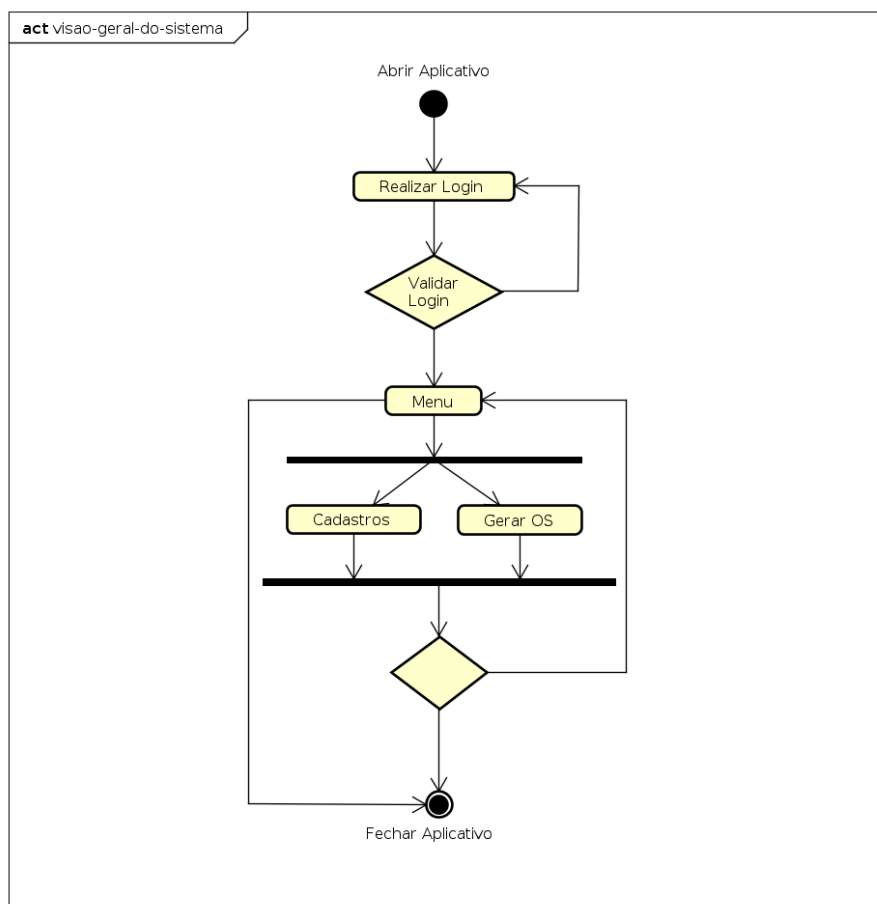 act visao-geral-do-sistema
Abrir Aplicativo
Realizar Login
Validar
Login
Menu
Cadastros
Gerar OS
Fechar Aplicativo